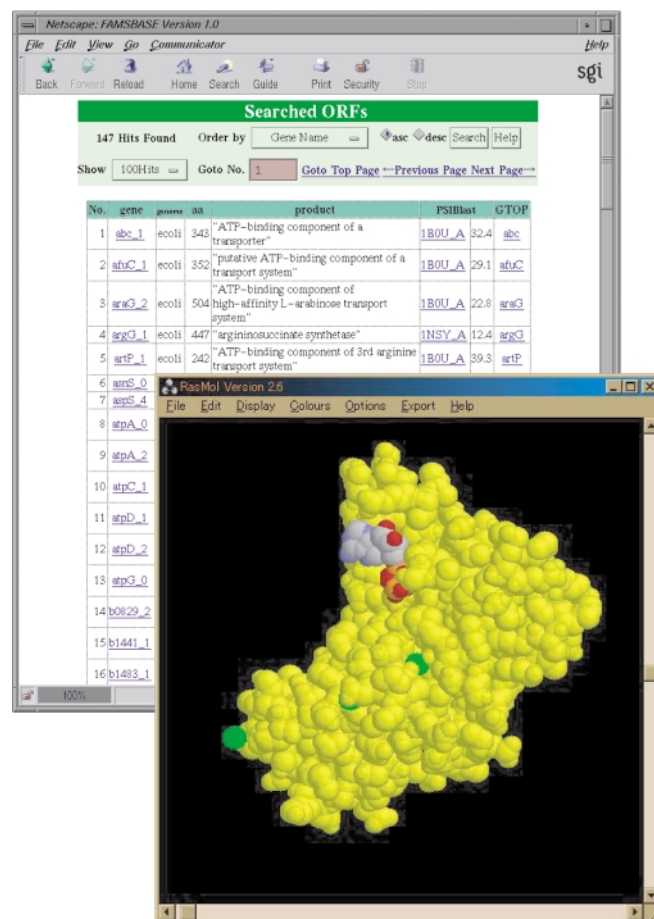 Netscape: FAMSBASE Version 1.0
File Edit View Go Communicator Help
Back Forward Reload Home Search Guide Print Security Stop
sgi
Searched ORFs
147 Hits Found Order by Gene Name asc desc Search Help
Show 100Hits Goto No. 1 Goto Top Page ←Previous Page Next Page→
No. gene genome aa product PSIBlast GTOP
1 abc_1 ecoli 343 "ATP-binding component of a
transporter" 1B0U_A 32.4 abc
2 afuC_1 ecoli 352 "putative ATP-binding component of a
transport system" 1B0U_A 29.1 afuC
3 araG_2 ecoli 504 "ATP-binding component of
high-affinity L-arabinose transport
system" 1B0U_A 22.8 araG
4 argG_1 ecoli 447 "argininosuccinate synthetase" 1NSY_A 12.4 argG
5 artP_1 ecoli 242 "ATP-binding component of 3rd arginine
transport system" 1B0U_A 39.3 artP
6 asnS_0
7 aspS_4
8 atpA_0
9 atpA_2
10 atpC_1
11 atpD_1
12 atpD_2
13 atpG_0
14 b0829_2
15 b1441_1
16 b1483_1
100%
RasMol Version 2.6
File Edit Display Colours Options Export Help